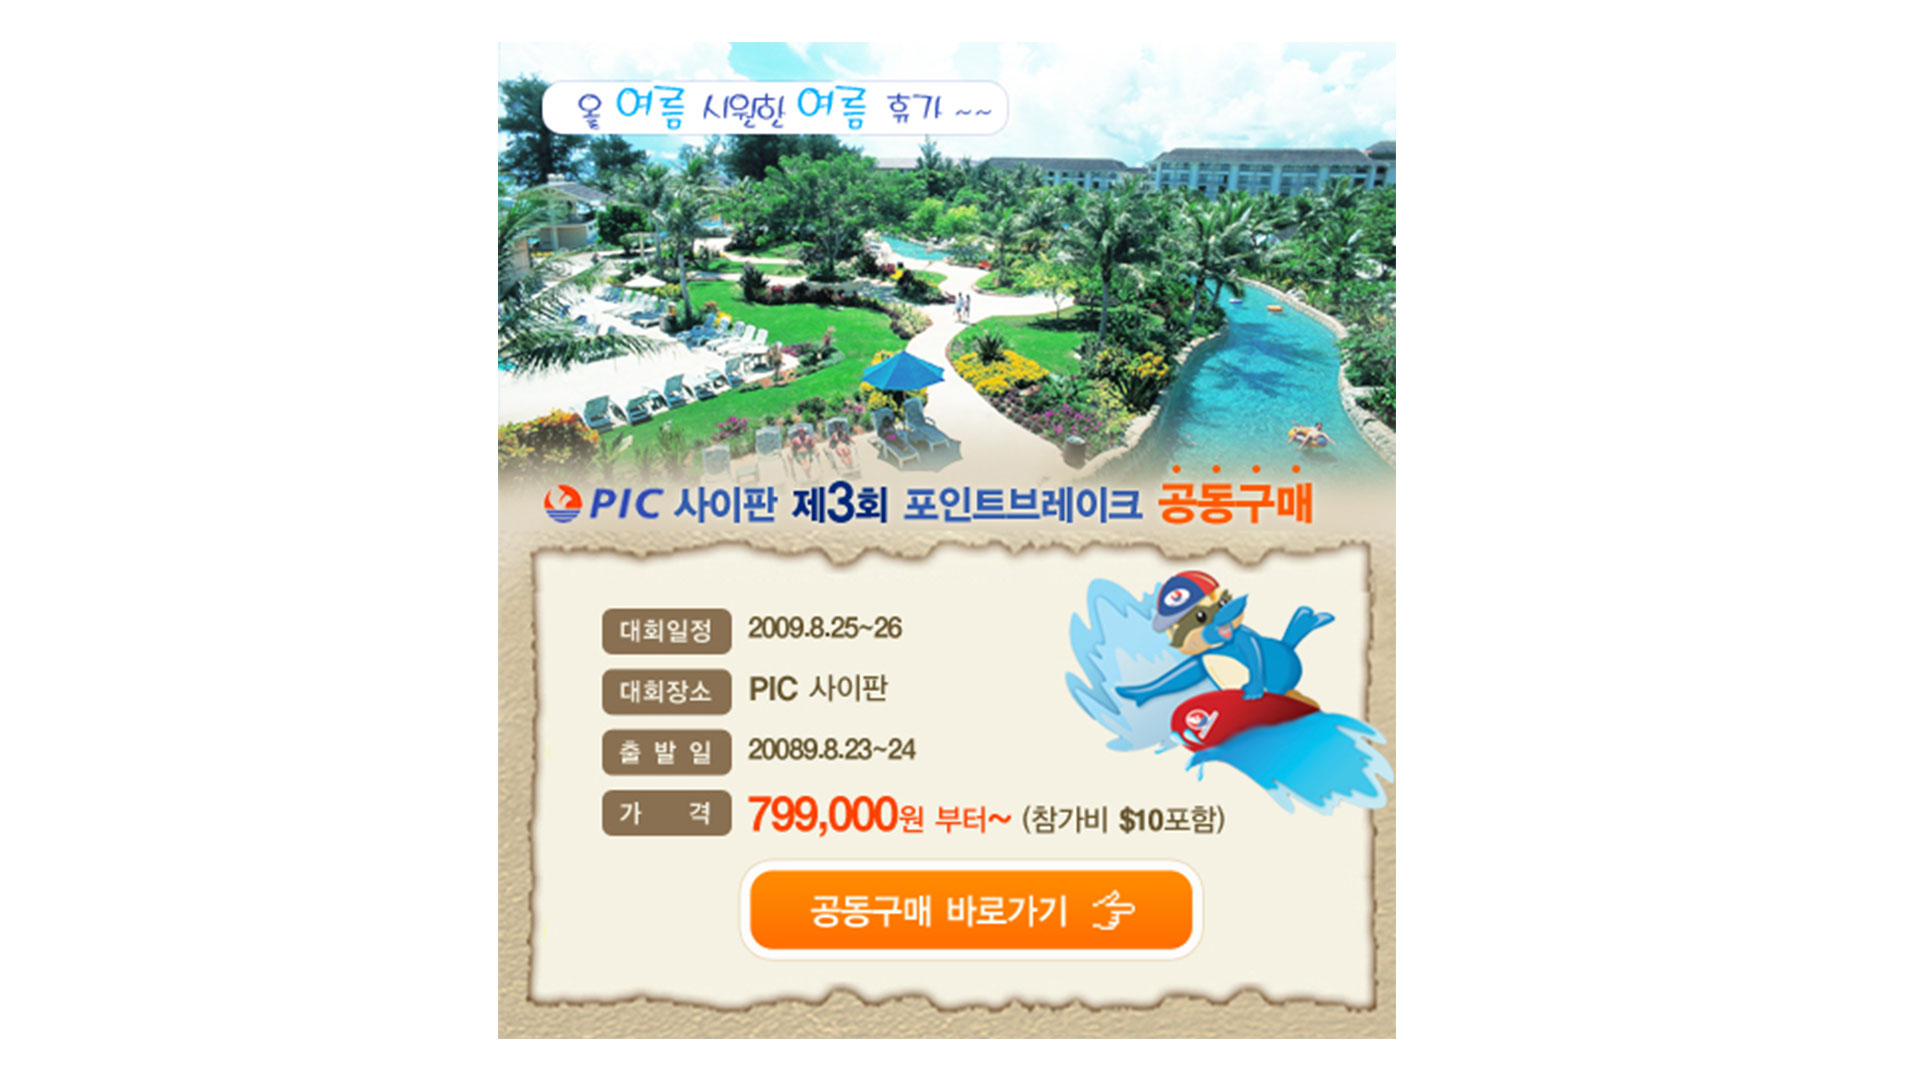 올 여름 시원한 여름 휴가 ~~
PIC 사이판 제3회 포인트브레이크 공동구매
대회일정 2009.8.25~26
대회장소 PIC 사이판
출 발 일 20089.8.23~24
가 격 799,000원 부터~ (참가비 $10포함)
공동구매 바로가기